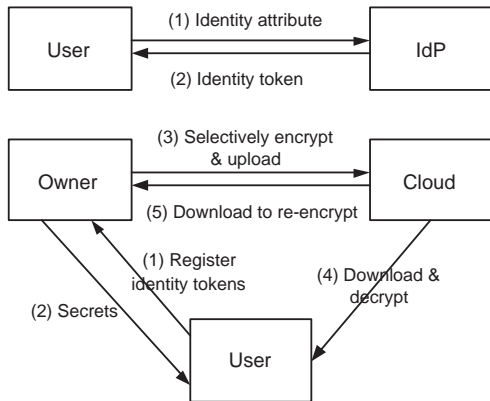 (1) Identity attribute
User
IdP
(2) Identity token
(3) Selectively encrypt
& upload
Owner
Cloud
(5) Download to re-encrypt
(1) Register
identity tokens
(4) Download &
decrypt
(2) Secrets
User